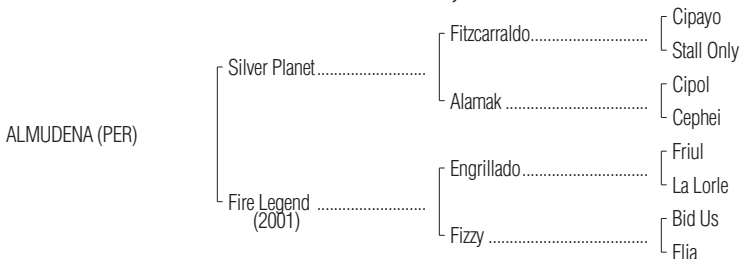 Cipayo
Fitzcarraldo..........................
Stall Only
Silver Planet........................
Cipol
Alamak ................................
Cephei
ALMUDENA (PER)
Friul
Engrillado............................
La Lorle
Fire Legend ........................
(2001)
Bid Us
Fizzy ...................................
Elia